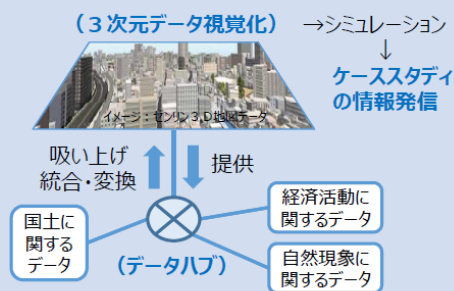 （３次元データ視覚化）
→シミュレーション
↓
ケーススタディ
の情報発信
イメージ：ゼンリン３D地図データ
吸い上げ
統合・変換
提供
国土に
関する
データ
経済活動に
関するデータ
（データハブ）
自然現象に
関するデータ